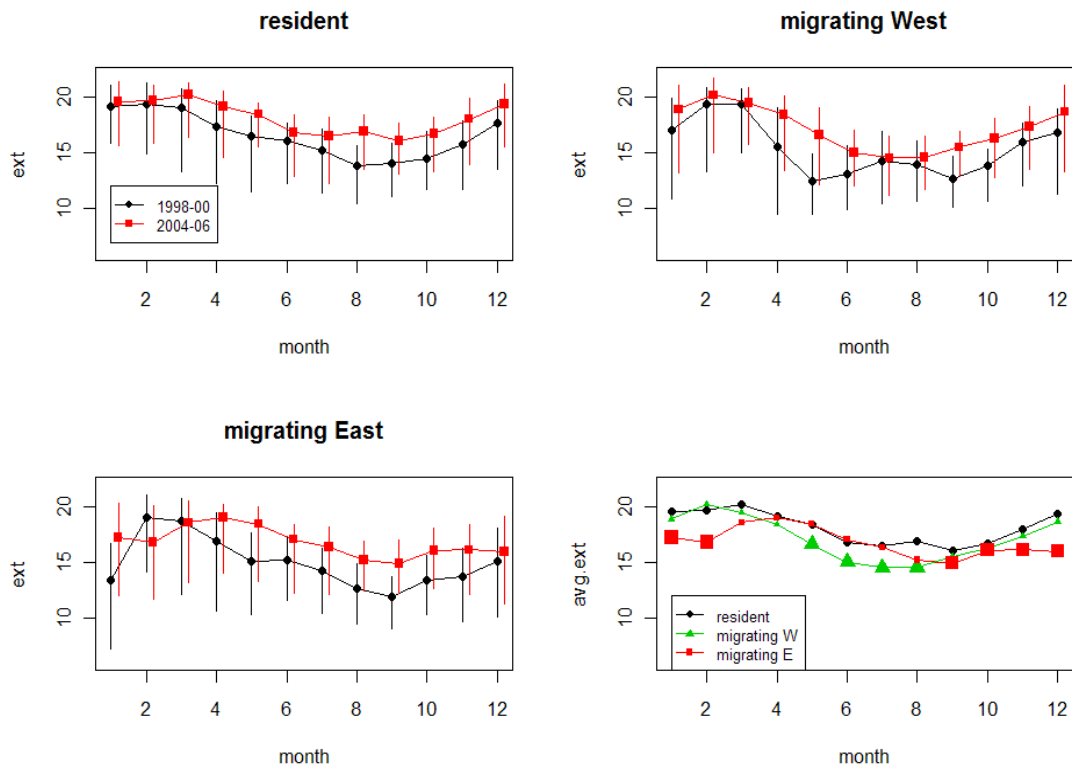 resident
ext
20
15
10
1998-00
2004-06
2 4 6 8 10 12
month
migrating West
ext
20
15
10
2 4 6 8 10 12
month
migrating East
ext
20
15
10
2 4 6 8 10 12
month
avg.ext
20
15
10
resident
migrating W
migrating E
2 4 6 8 10 12
month